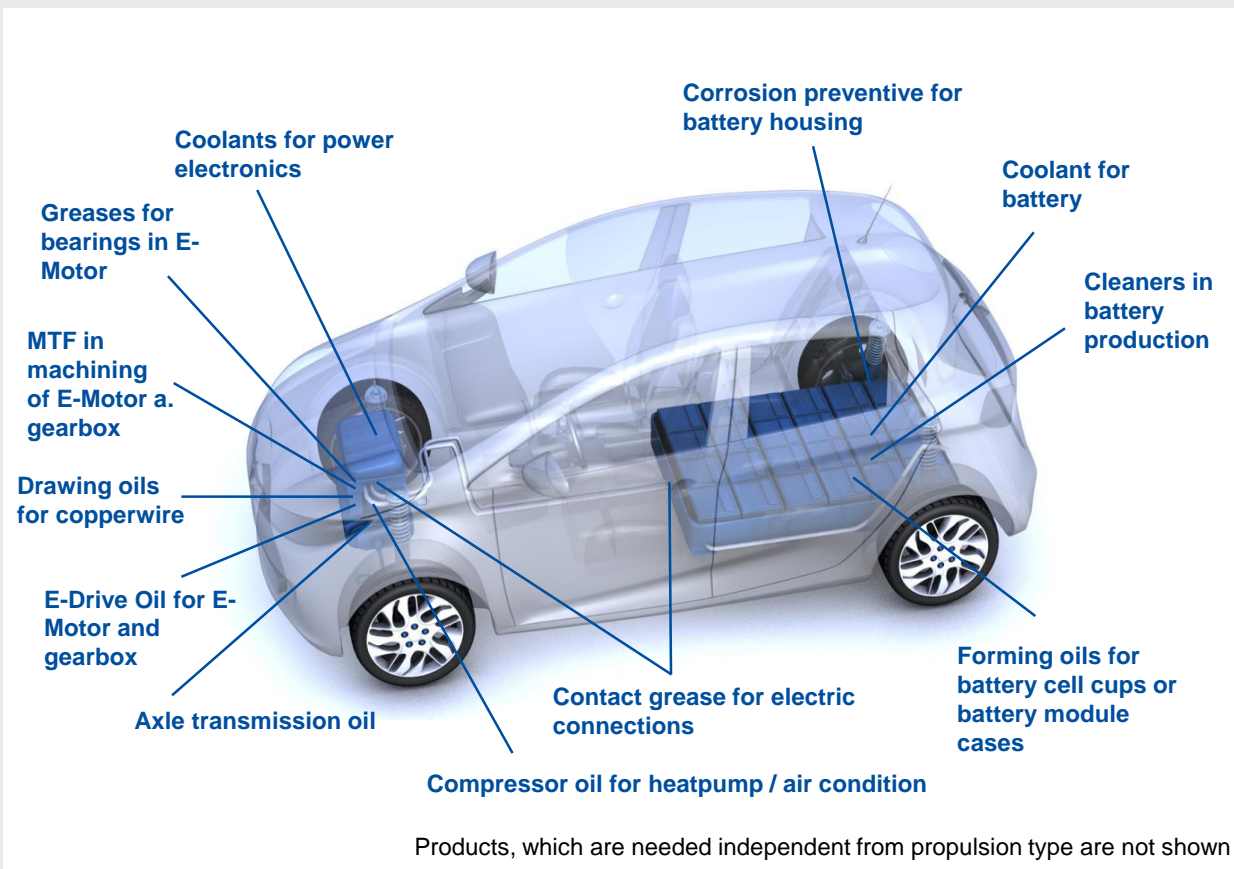 Corrosion preventive for
battery housing
Coolants for power
electronics
Coolant for
battery
Greases for
bearings in E-
Motor
Cleaners in
battery
production
MTF in
machining
of E-Motor a.
gearbox
Drawing oils
for copperwire
E-Drive Oil for E-
Motor and
gearbox
Forming oils for
battery cell cups or
battery module
cases
Contact grease for electric
connections
Axle transmission oil
Compressor oil for heatpump / air condition
Products, which are needed independent from propulsion type are not shown